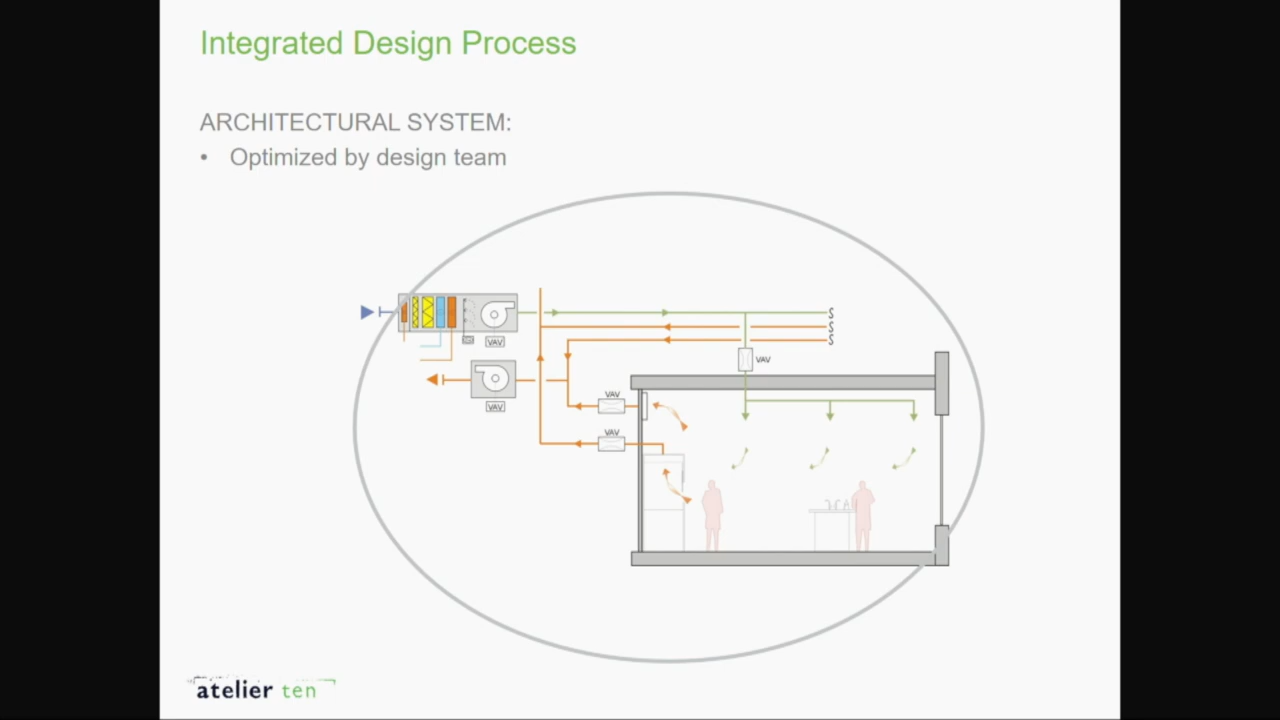 Integrated Design Process
ARCHITECTURAL SYSTEM:
• Optimized by design team
S
S
S
VAV
VAV
VAV
VAV
VAV
atelier ten